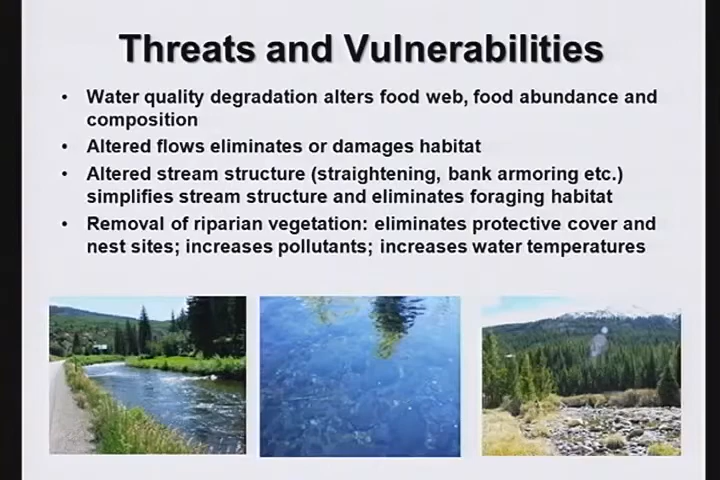 Threats and Vulnerabilities
• Water quality degradation alters food web, food abundance and
composition
• Altered flows eliminates or damages habitat
• Altered stream structure (straightening, bank armoring etc.)
simplifies stream structure and eliminates foraging habitat
• Removal of riparian vegetation: eliminates protective cover and
nest sites; increases pollutants; increases water temperatures